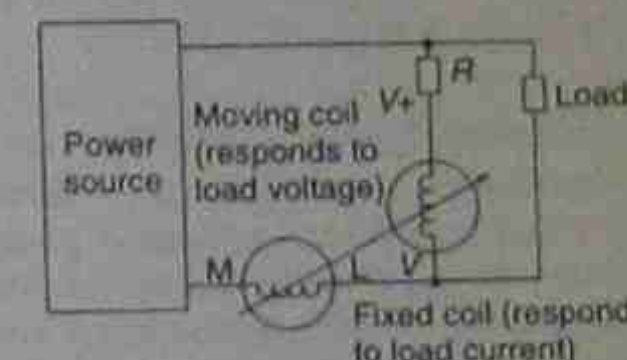 Power
source
Moving coil
(responds to
load voltage)
V+
R
Load
M
L
V
Fixed coil (respond
to load current)